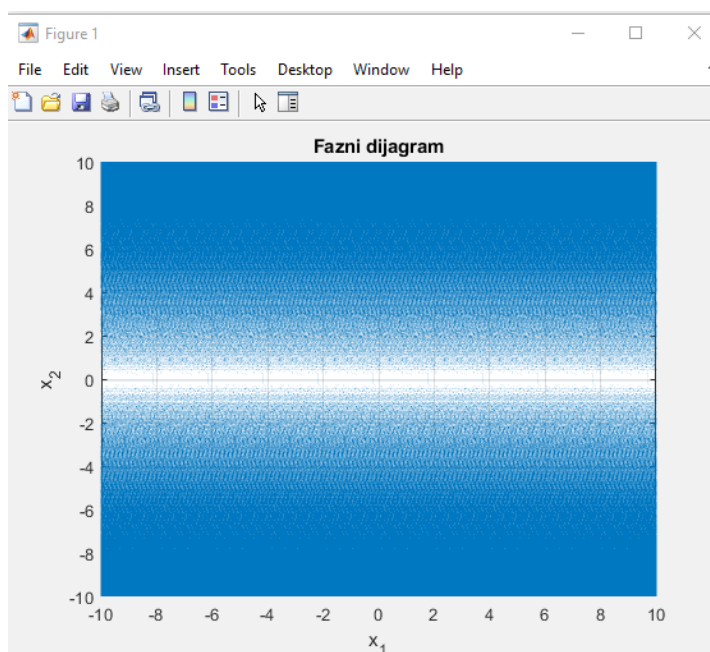 Figure 1
File Edit View Insert Tools Desktop Window Help
Fazni dijagram
10
8
6
4
2
0
-2
-4
-6
-8
-10
x2
-10 -8 -6 -4 -2 0 2 4 6 8 10
x1